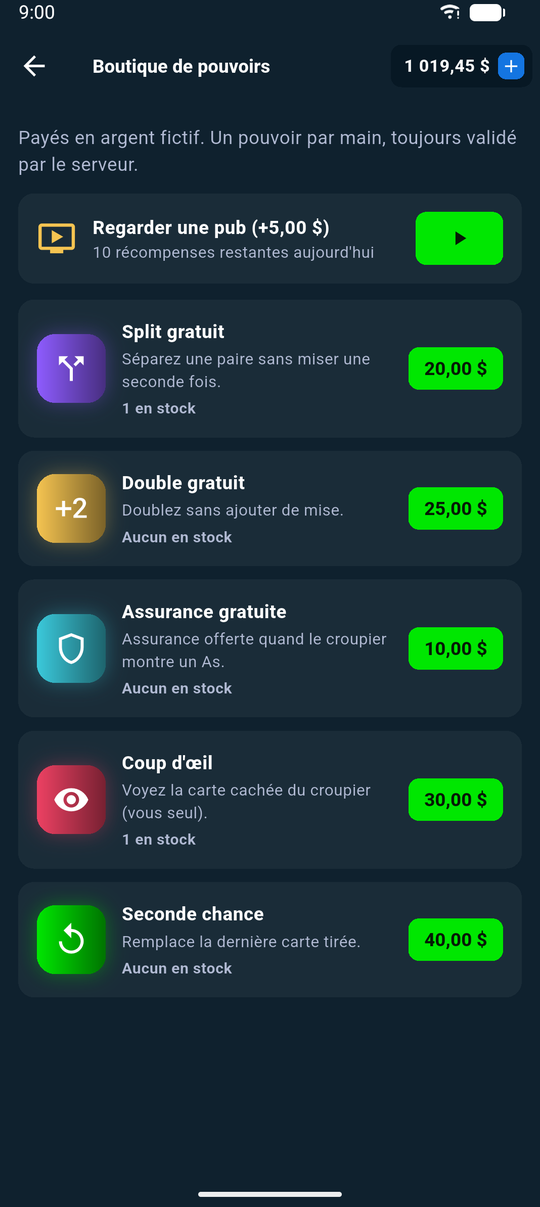 9:00
Boutique de pouvoirs
1 019,45 $
Payés en argent fictif. Un pouvoir par main, toujours validé
par le serveur.
Regarder une pub (+5,00 $)
10 récompenses restantes aujourd'hui
Split gratuit
Séparez une paire sans miser une
seconde fois.
1 en stock
20,00 $
+2
Double gratuit
Doublez sans ajouter de mise.
Aucun en stock
25,00 $
Assurance gratuite
Assurance offerte quand le croupier
montre un As.
Aucun en stock
10,00 $
Coup d'œil
Voyez la carte cachée du croupier
(vous seul).
1 en stock
30,00 $
Seconde chance
Remplace la dernière carte tirée.
Aucun en stock
40,00 $